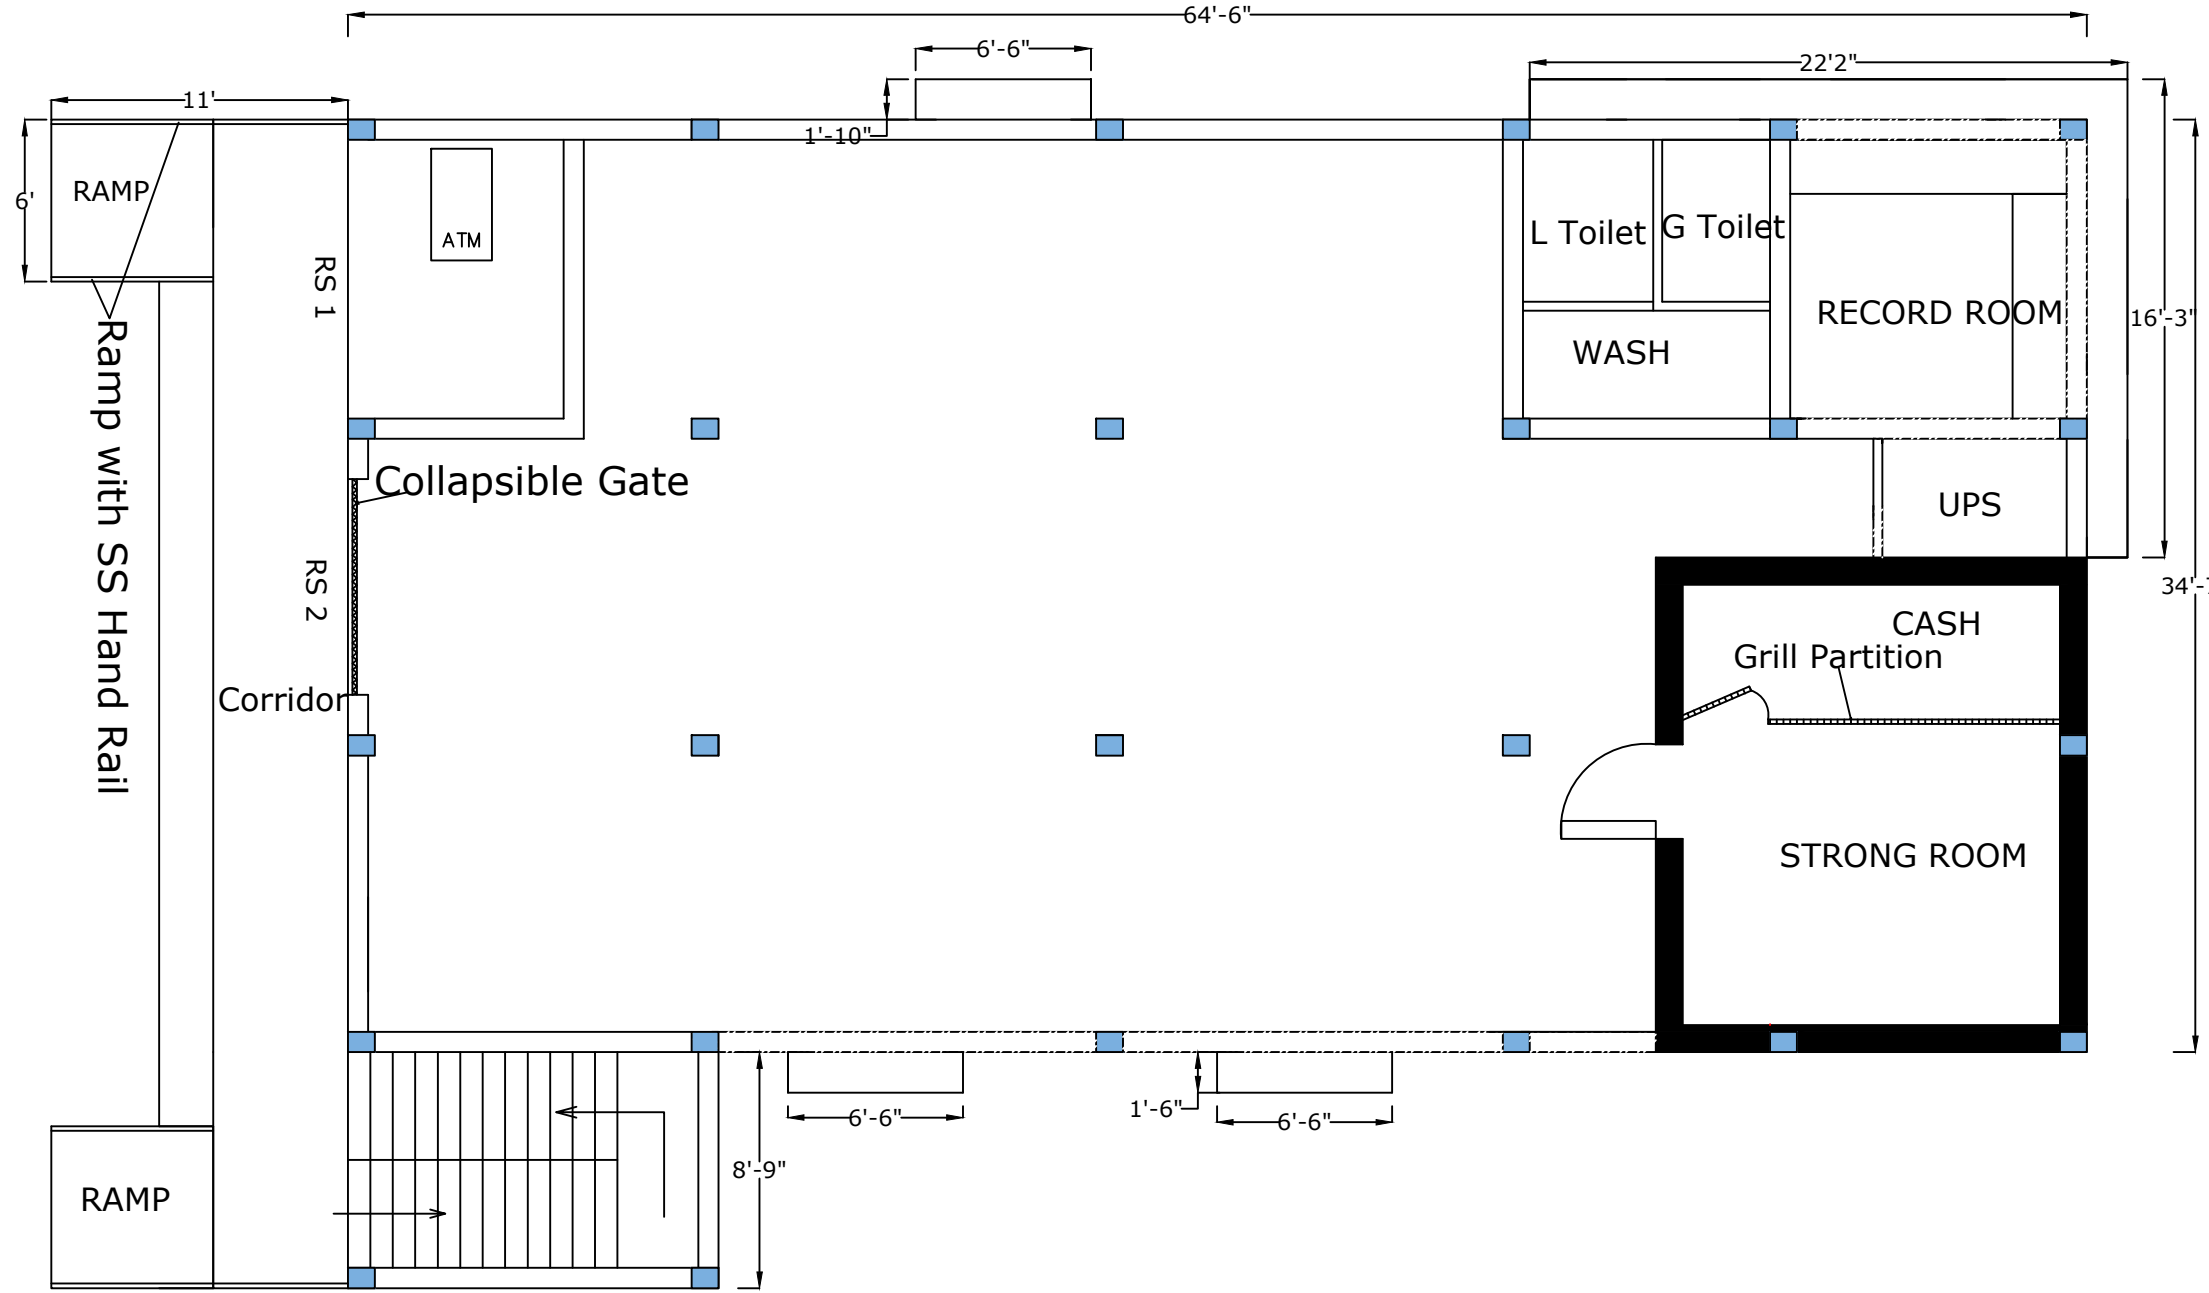 64'-6"
6'-6"
22'2"
11'
1'-10"
RAMP
6'
ATM
L Toilet
G Toilet
RS 1
RECORD ROOM
16'-3"
WASH
Ramp with SS Hand Rail
Collapsible Gate
UPS
RS 2
34'-
CASH
Grill Partition
Corridor
STRONG ROOM
6'-6"
1'-6"
6'-6"
8'-9"
RAMP